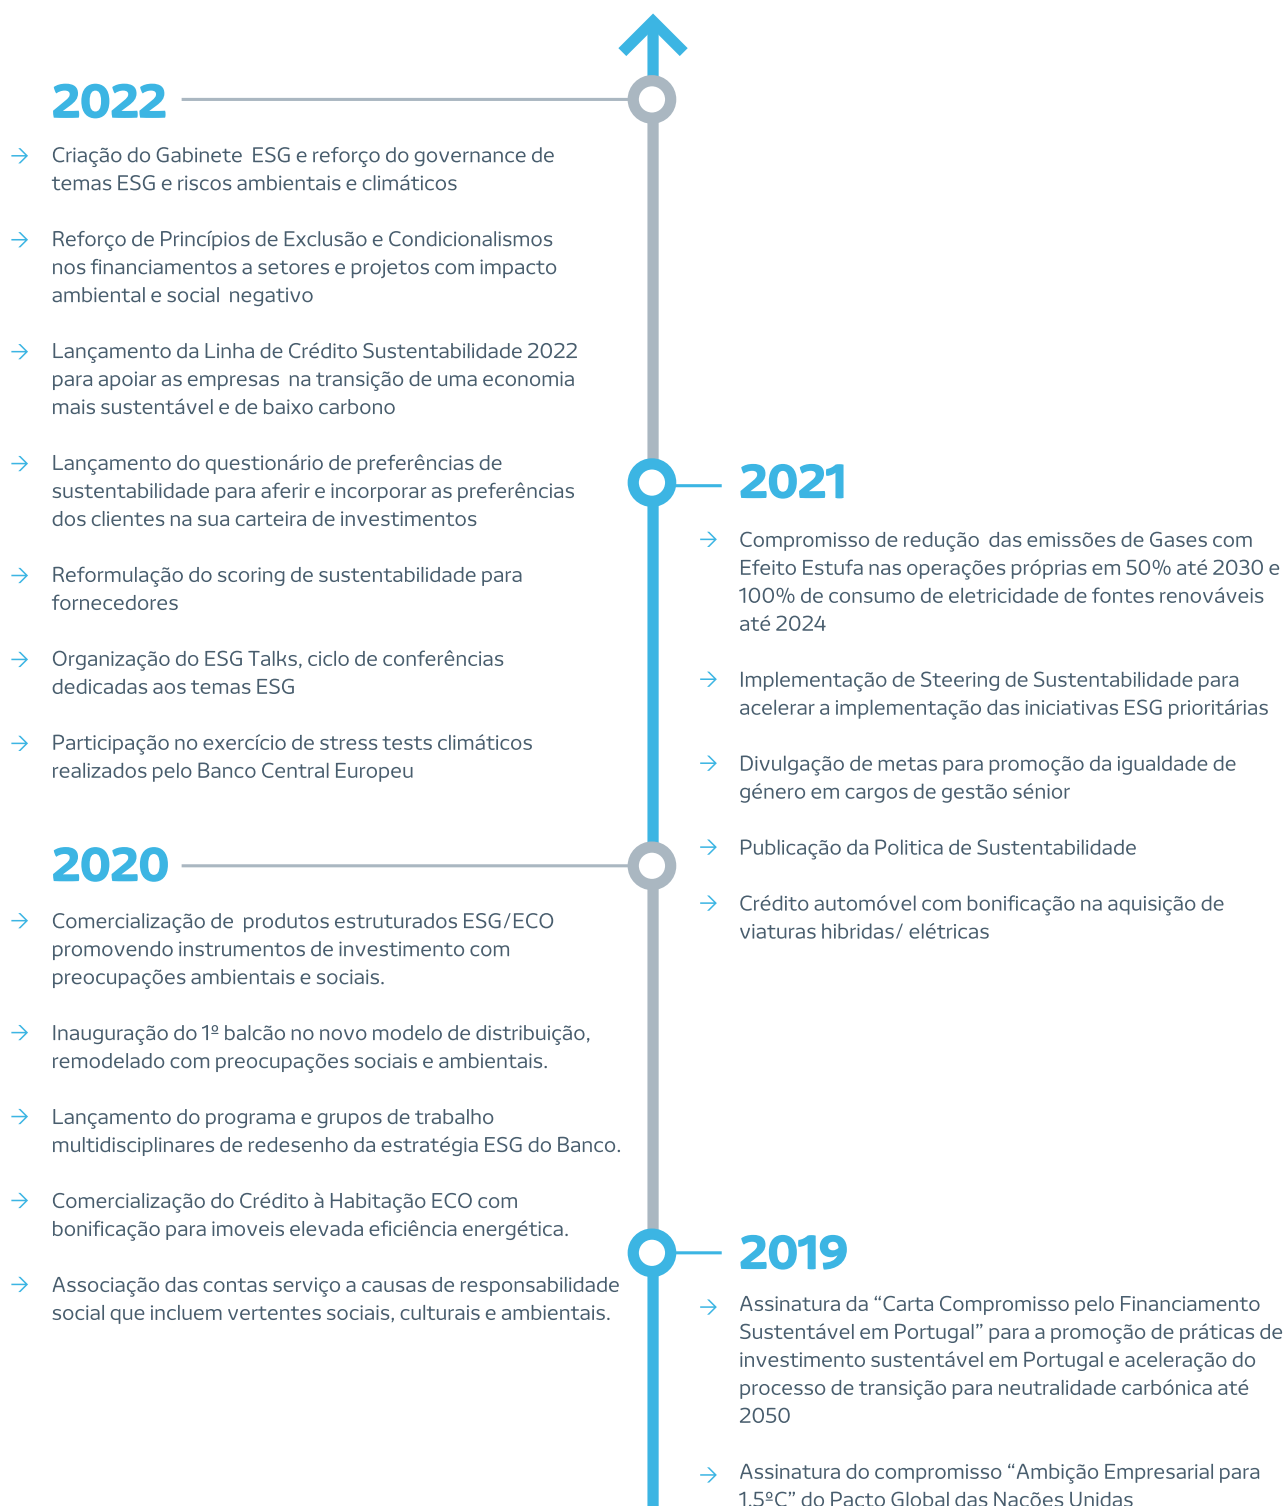 2022
Criação do Gabinete ESG e reforço do governance de
temas ESG e riscos ambientais e climáticos
Reforço de Princípios de Exclusão e Condicionalismos
nos financiamentos a setores e projetos com impacto
ambiental e social negativo
Lançamento da Linha de Crédito Sustentabilidade 2022
para apoiar as empresas na transição de uma economia
mais sustentável e de baixo carbono
Lançamento do questionário de preferências de
sustentabilidade para aferir e incorporar as preferências
dos clientes na sua carteira de investimentos
Reformulação do scoring de sustentabilidade para
fornecedores
Organização do ESG Talks, ciclo de conferências
dedicadas aos temas ESG
Participação no exercício de stress tests climáticos
realizados pelo Banco Central Europeu
2021
Compromisso de redução das emissões de Gases com
Efeito Estufa nas operações próprias em 50% até 2030 e
100% de consumo de eletricidade de fontes renováveis
até 2024
Implementação de Steering de Sustentabilidade para
acelerar a implementação das iniciativas ESG prioritárias
Divulgação de metas para promoção da igualdade de
género em cargos de gestão sénior
Publicação da Politica de Sustentabilidade
Crédito automóvel com bonificação na aquisição de
viaturas hibridas/ elétricas
2020
Comercialização de produtos estruturados ESG/ECO
promovendo instrumentos de investimento com
preocupações ambientais e sociais.
Inauguração do 1º balcão no novo modelo de distribuição,
remodelado com preocupações sociais e ambientais.
Lançamento do programa e grupos de trabalho
multidisciplinares de redesenho da estratégia ESG do Banco.
Comercialização do Crédito à Habitação ECO com
bonificação para imoveis elevada eficiência energética.
Associação das contas serviço a causas de responsabilidade
social que incluem vertentes sociais, culturais e ambientais.
2019
Assinatura da “Carta Compromisso pelo Financiamento
Sustentável em Portugal” para a promoção de práticas de
investimento sustentável em Portugal e aceleração do
processo de transição para neutralidade carbónica até
2050
Assinatura do compromisso “Ambição Empresarial para
1.5ºC” do Pacto Global das Nações Unidas